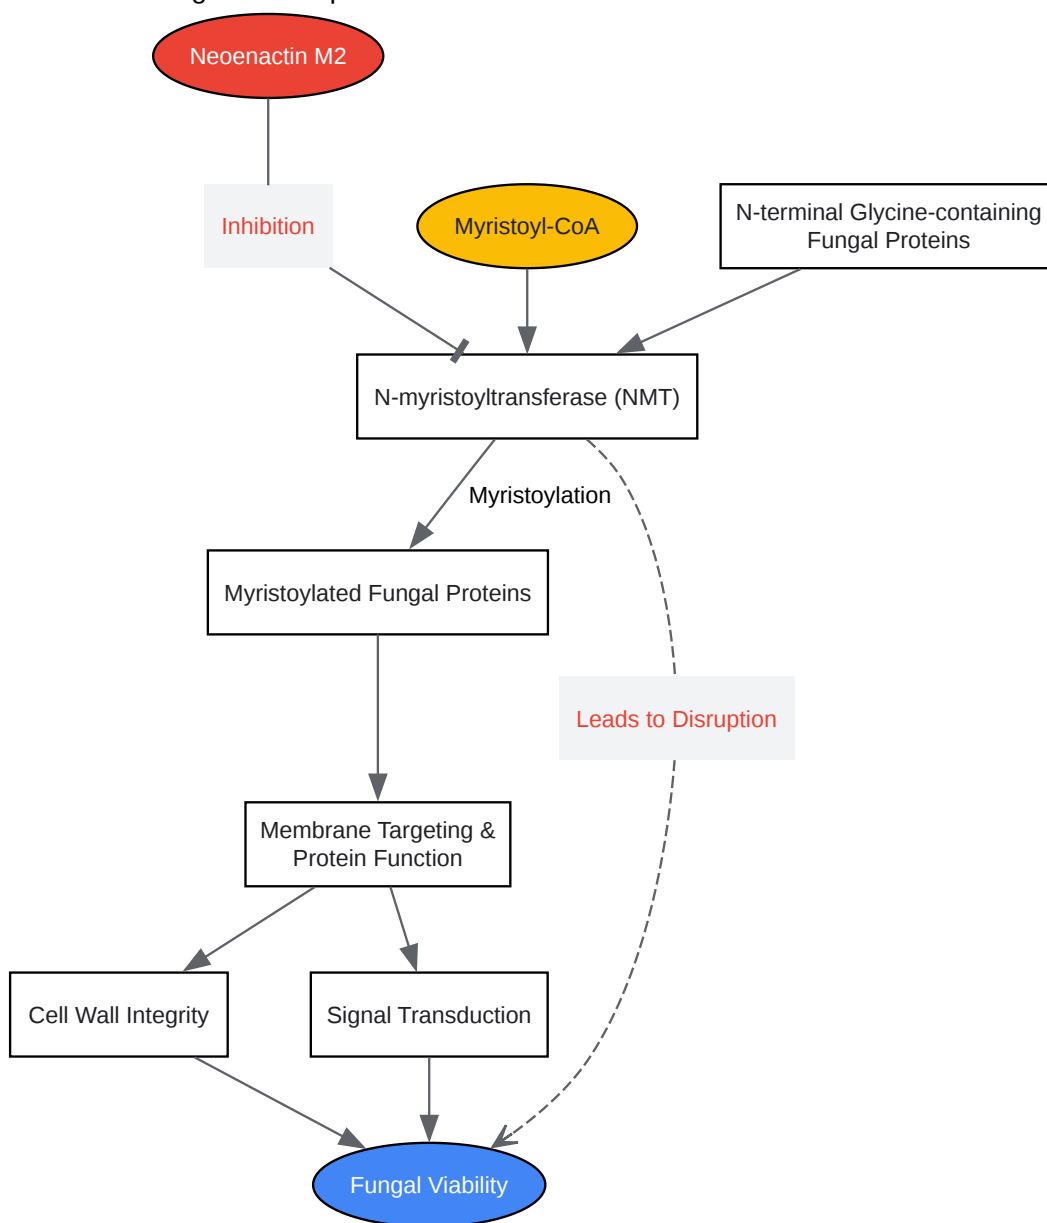 Neoenactin M2
Inhibition
Myristoyl-CoA
N-terminal Glycine-containing
Fungal Proteins
N-myristoyltransferase (NMT)
Myristoylation
Myristoylated Fungal Proteins
Leads to Disruption
Membrane Targeting &
Protein Function
Cell Wall Integrity
Signal Transduction
Fungal Viability